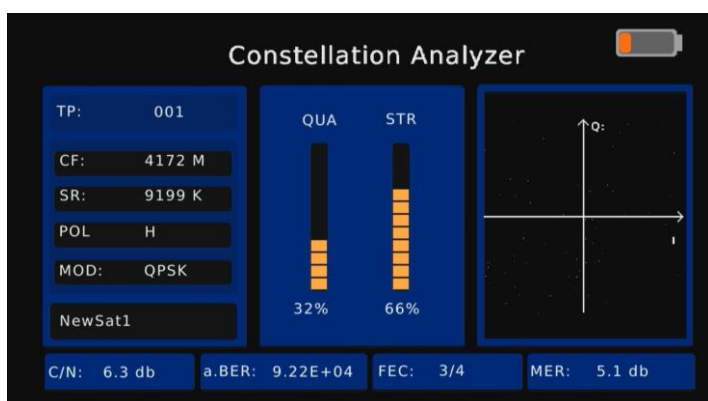 Constellation Analyzer
TP: 001
CF: 4172 M
SR: 9199 K
POL H
MOD: QPSK
NewSat1
QUA STR
32% 66%
Q:
I
C/N: 6.3 db a.BER: 9.22E+04 FEC: 3/4 MER: 5.1 db